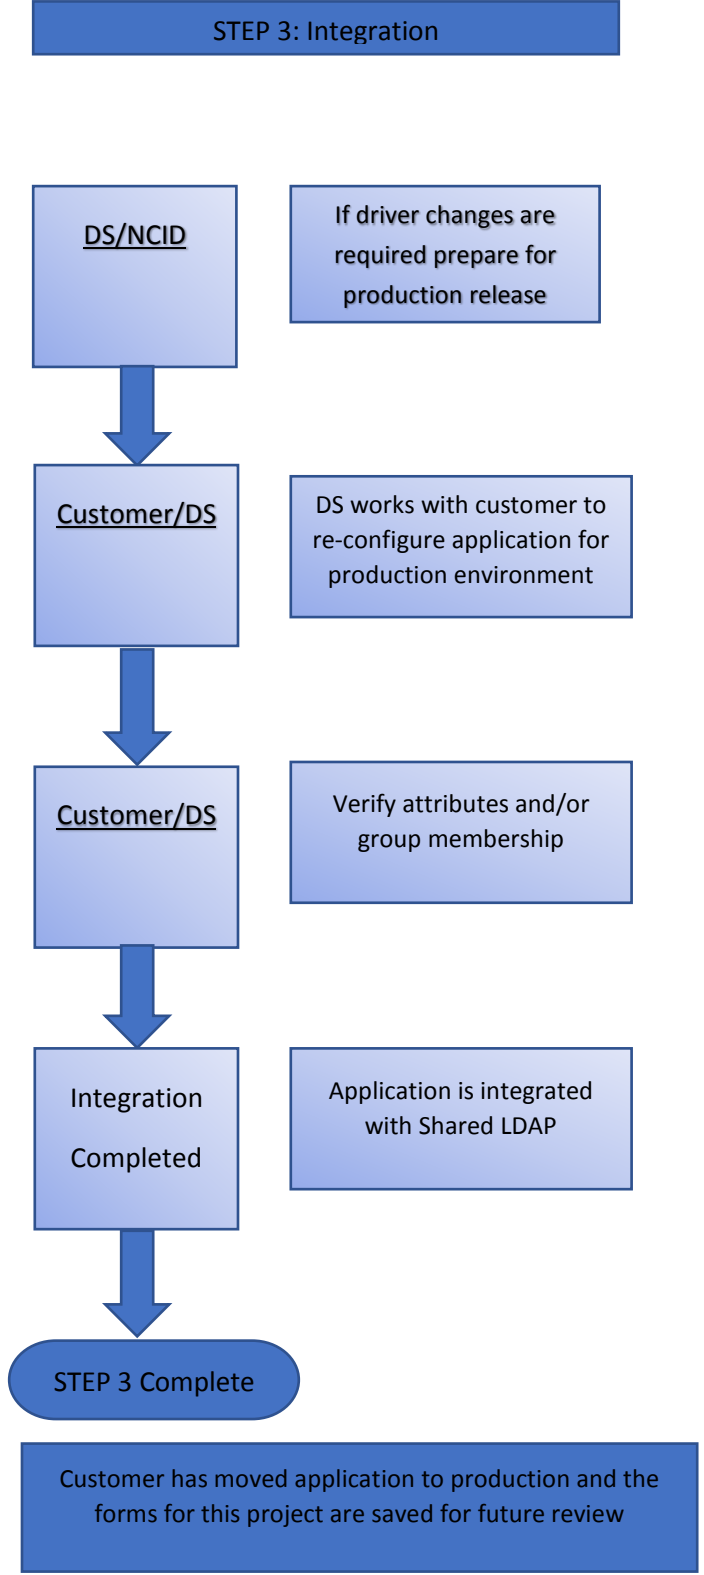 STEP 3: Integration
DS/NCID
If driver changes are
required prepare for
production release
Customer/DS
DS works with customer to
re-configure application for
production environment
Customer/DS
Verify attributes and/or
group membership
Integration
Completed
Application is integrated
with Shared LDAP
STEP 3 Complete
Customer has moved application to production and the
forms for this project are saved for future review